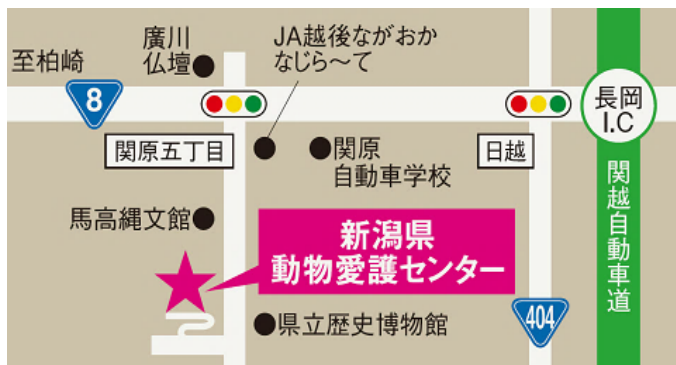 至柏崎
8
廣川
仏壇
JA越後ながおか
なじら〜て
長岡
I.C
関原五丁目
関原
自動車学校
日越
関越自動車道
馬高縄文館
新潟県
動物愛護センター
県立歴史博物館
404